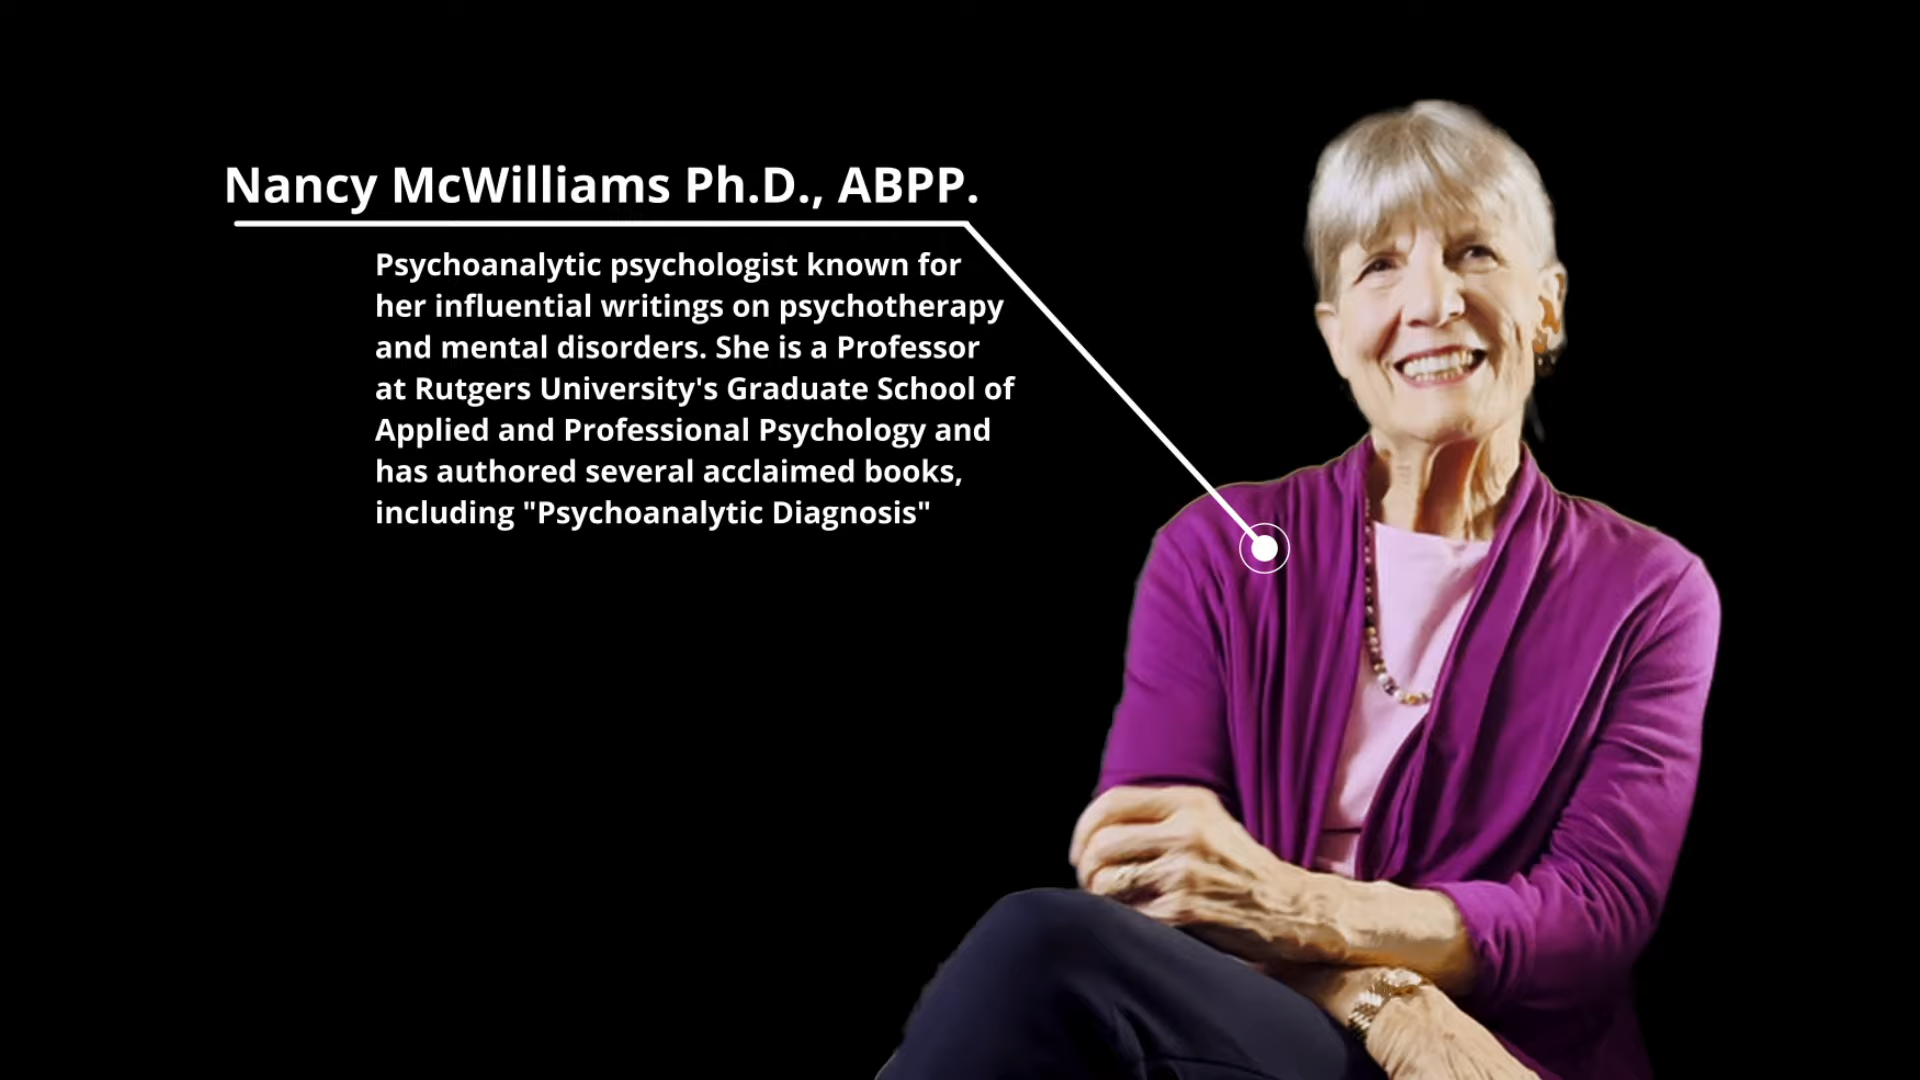 Nancy McWilliams Ph.D., ABPP.
Psychoanalytic psychologist known for
her influential writings on psychotherapy
and mental disorders. She is a Professor
at Rutgers University's Graduate School of
Applied and Professional Psychology and
has authored several acclaimed books,
including "Psychoanalytic Diagnosis"